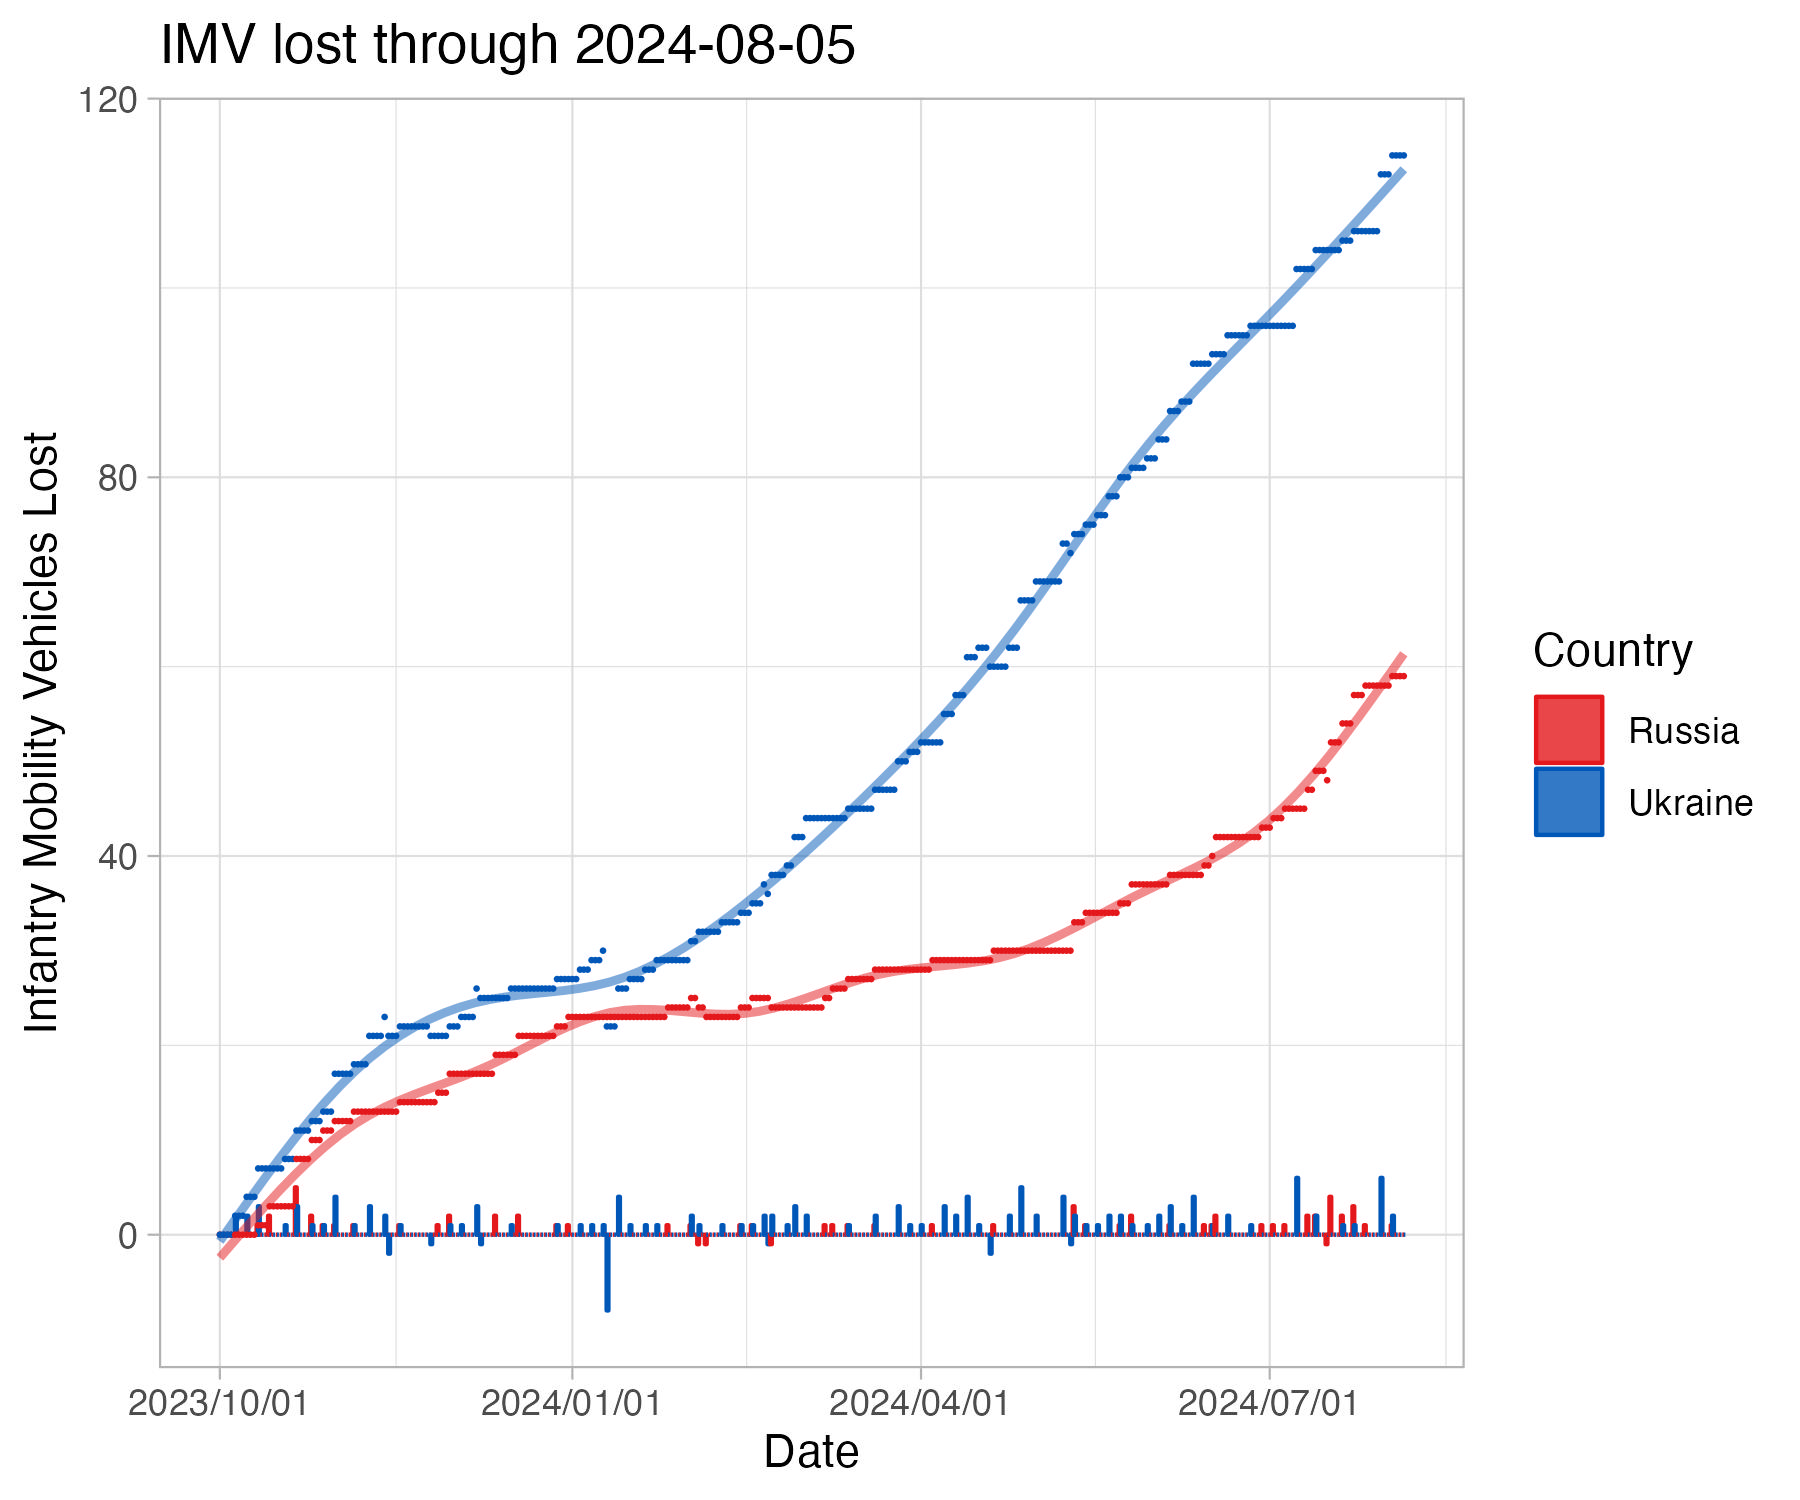 IMV lost through 2024-08-05
Infantry Mobility Vehicles Lost
120
80
40
0
2023/10/01
2024/01/01
2024/04/01
2024/07/01
Date
Country
Russia
Ukraine